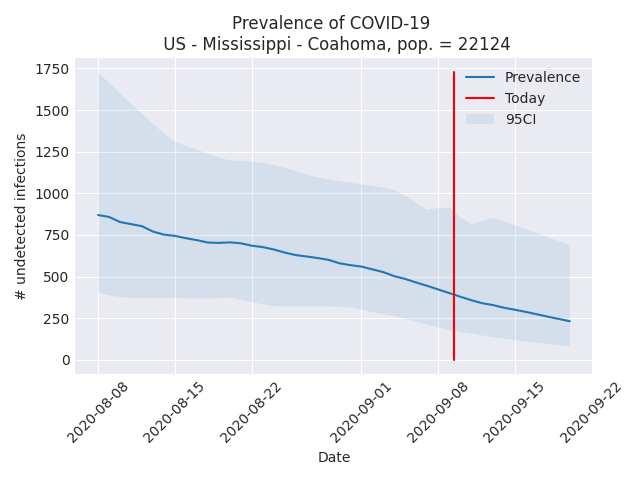 Prevalence of COVID-19
US - Mississippi - Coahoma, pop. = 22124
Prevalence
Today
95CI
1750
1500
1250
1000
750
500
250
0
# undetected infections
2020-08-08
2020-08-15
2020-08-22
2020-09-01
2020-09-08
2020-09-15
2020-09-22
Date